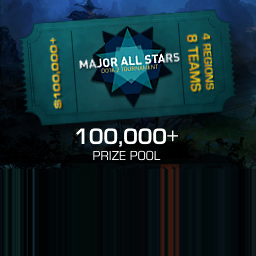 $100,000+
MAJOR ALL STARS
DOTA 2 TOURNAMENT
4 REGIONS
8 TEAMS
100,000+
PRIZE POOL